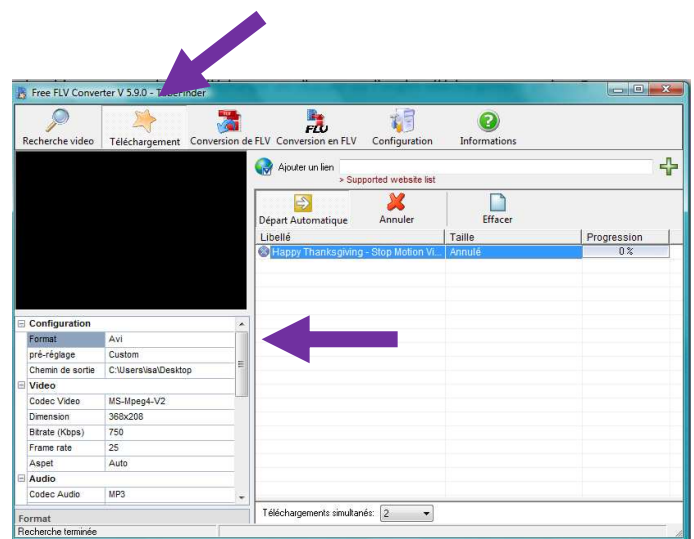 Free FLV Converter V 5.9.0 - TubeFinder
Recherche video
Téléchargement
Conversion de FLV
Conversion en FLV
Configuration
Informations
Ajouter un lien
> Supported website list
Départ Automatique
Annuler
Effacer
Libellé
Taille
Progression
Happy Thanksgiving - Stop Motion Vi...
Annulé
0 %
Configuration
Format Avi
pré-réglage Custom
Chemin de sortie C:\Users\isa\Desktop
Video
Codec Video MS-Mpeg4-V2
Dimension 368x208
Bitrate (Kbps) 750
Frame rate 25
Aspet Auto
Audio
Codec Audio MP3
Format
Téléchargements simultanés: 2
Recherche terminée